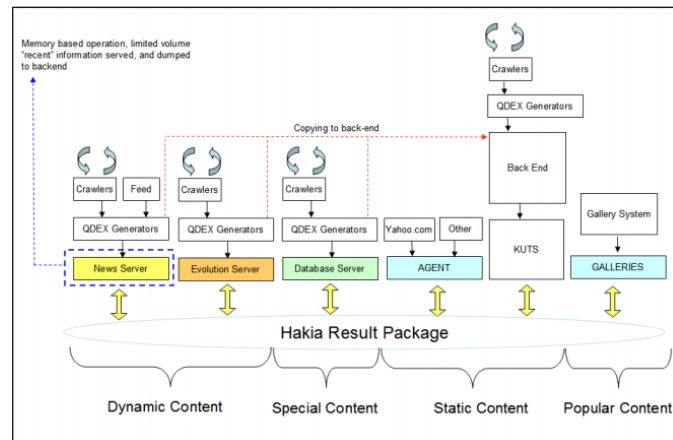 Memory based operation, limited volume
"recent" information served, and dumped
to backend
Crawlers
QDEX Generators
Copying to back-end
Back End
Crawlers
Feed
Crawlers
Crawlers
QDEX Generators
QDEX Generators
QDEX Generators
Yahoo.com
Other
Gallery System
KUTS
News Server
Evolution Server
Database Server
AGENT
GALLERIES
Hakia Result Package
Dynamic Content
Special Content
Static Content
Popular Content